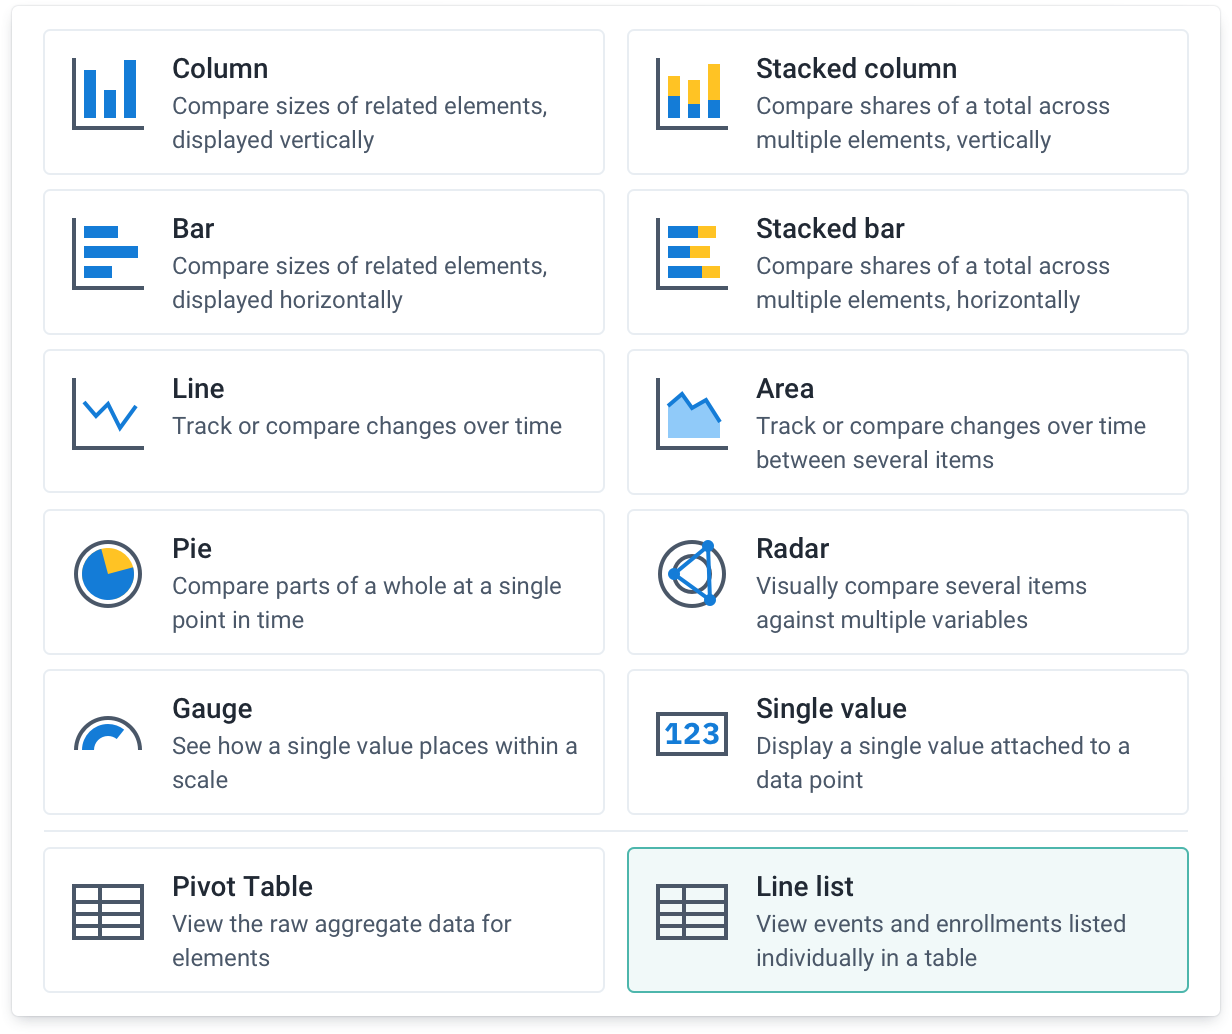 Column
Compare sizes of related elements,
displayed vertically
Stacked column
Compare shares of a total across
multiple elements, vertically
Bar
Compare sizes of related elements,
displayed horizontally
Stacked bar
Compare shares of a total across
multiple elements, horizontally
Line
Track or compare changes over time
Area
Track or compare changes over time
between several items
Pie
Compare parts of a whole at a single
point in time
Radar
Visually compare several items
against multiple variables
Gauge
See how a single value places within a
scale
123
Single value
Display a single value attached to a
data point
Pivot Table
View the raw aggregate data for
elements
Line list
View events and enrollments listed
individually in a table